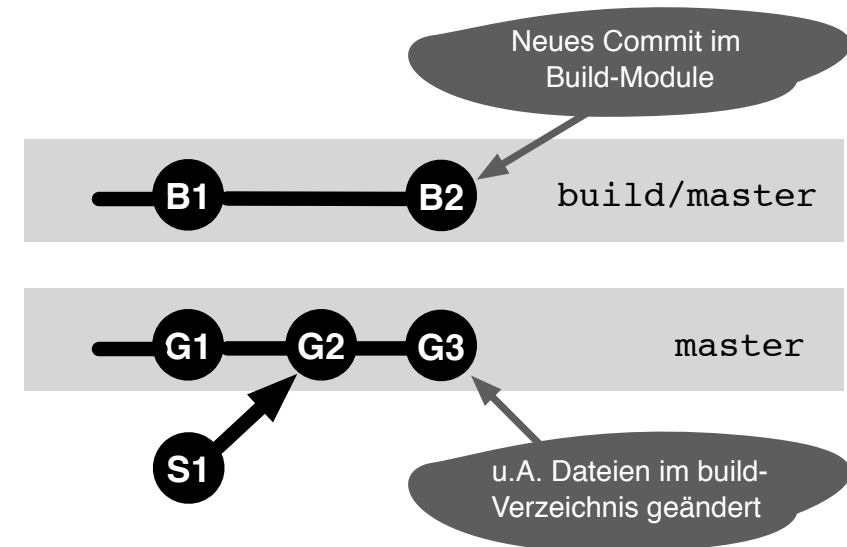 Neues Commit im
Build-Module
B1
B2
build/master
G1
G2
G3
master
S1
u.A. Dateien im build-
Verzeichnis geändert